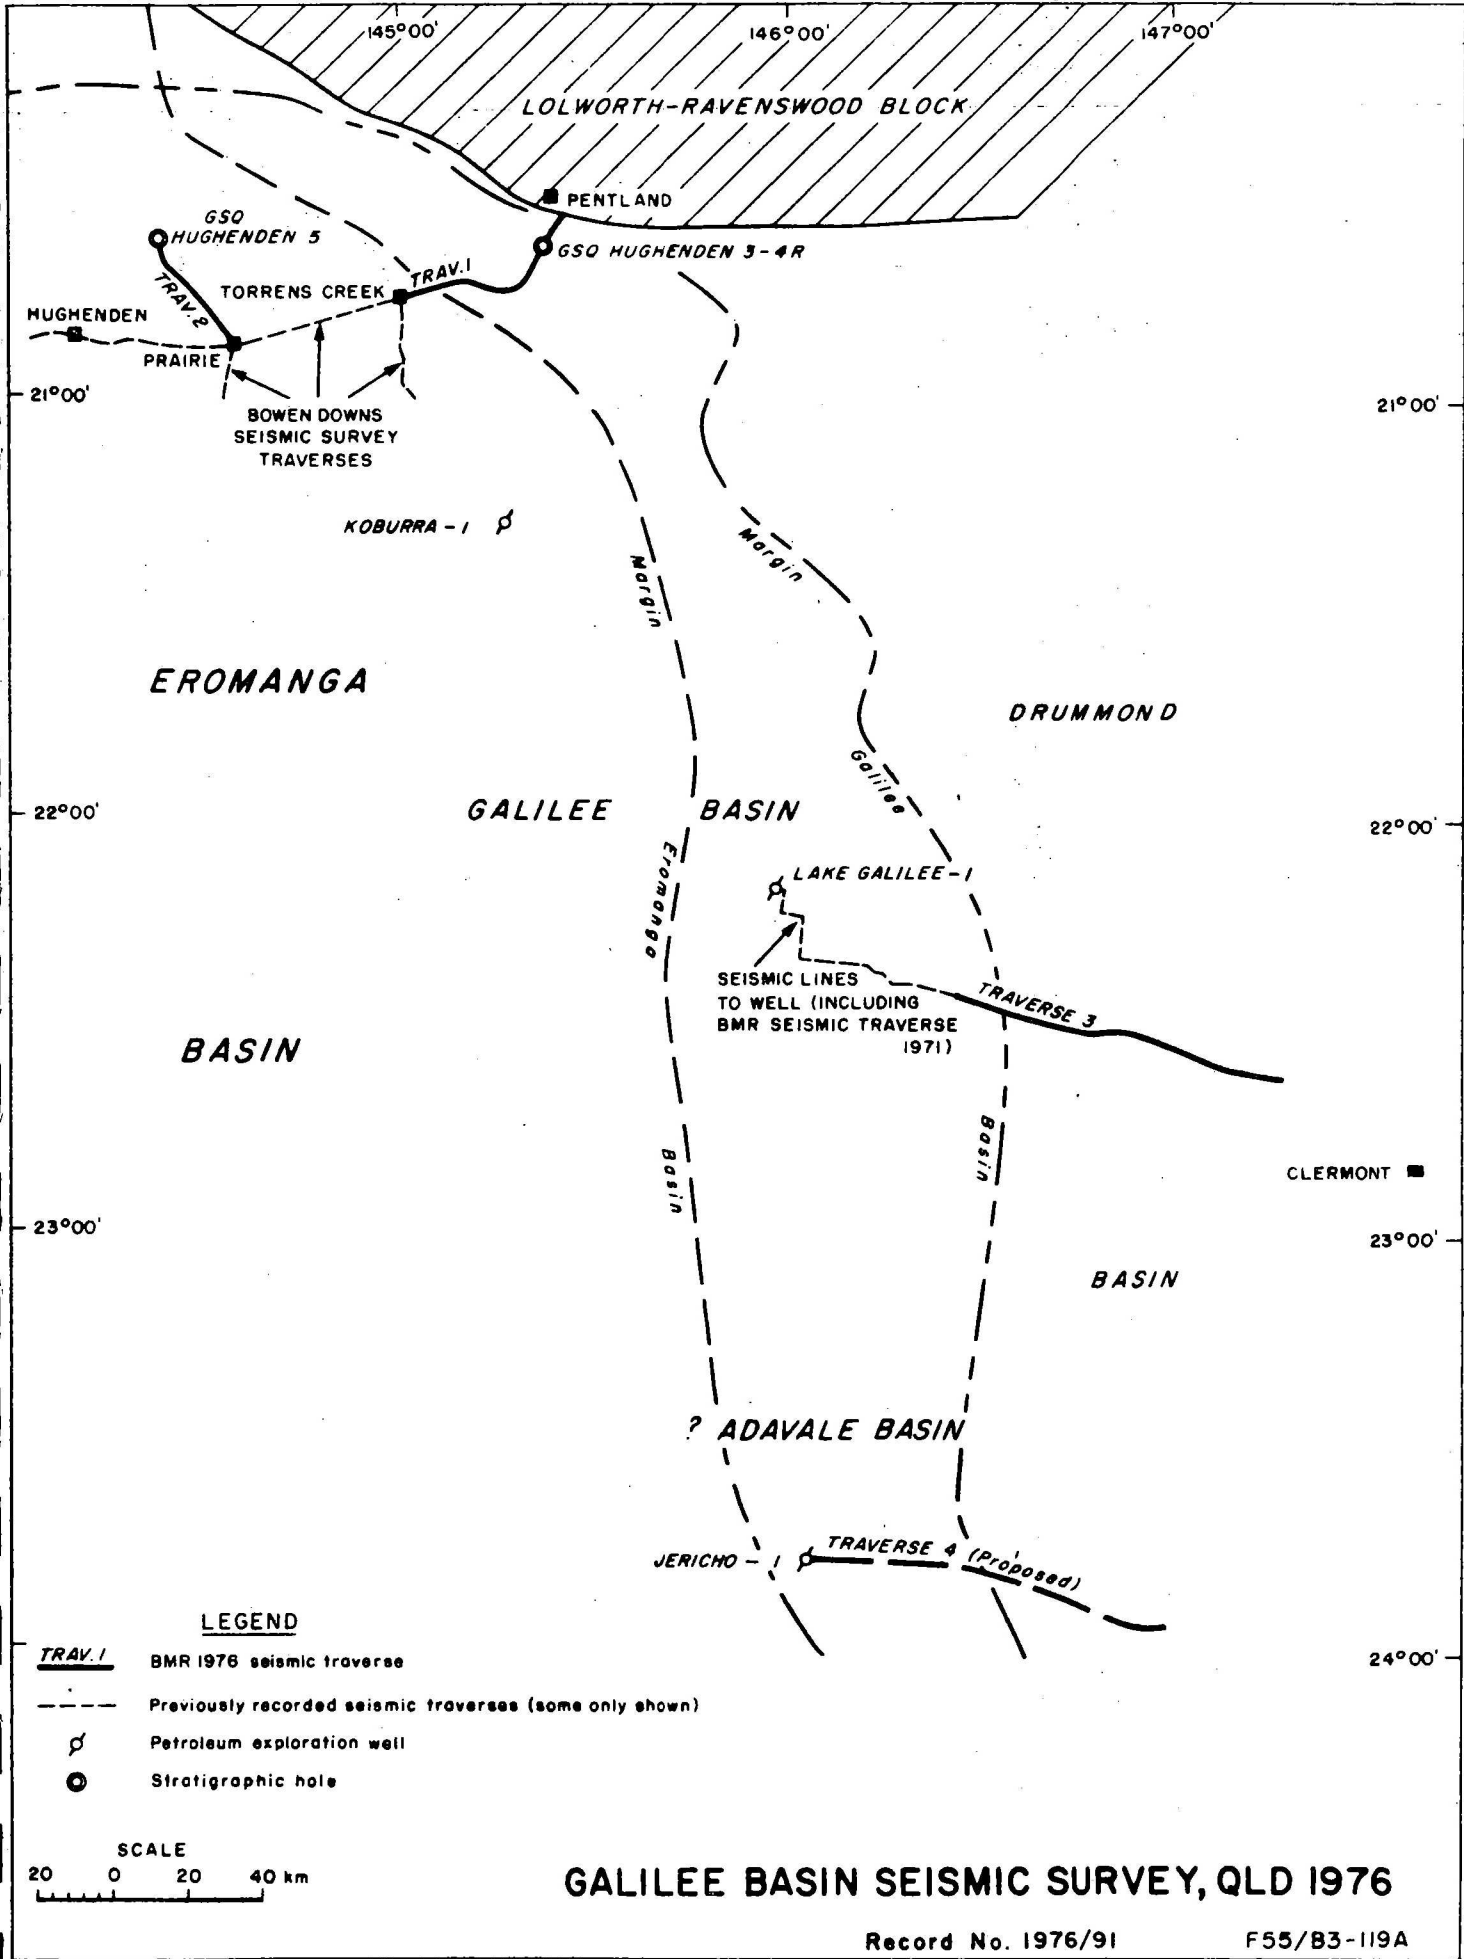 145°00'
146°00'
147°00'
LOLWORTH-RAVENSWOOD BLOCK
PENTLAND
GSQ
HUGHENDEN 5
GSQ HUGHENDEN 3-4R
TRAV. 1
TORRENS CREEK
TRAV. 2
HUGHENDEN
PRAIRIE
21°00'
21°00'
BOWEN DOWNS
SEISMIC SURVEY
TRAVERSES
KOBURRA - 1
Margin
Margin
EROMANGA
DRUMMOND
Galilee
22°00'
GALILEE BASIN
22°00'
Eromanga
LAKE GALILEE - 1
SEISMIC LINES
TO WELL (INCLUDING
BMR SEISMIC TRAVERSE
1971)
TRAVERSE 3
BASIN
Basin
Basin
CLERMONT
23°00'
23°00'
BASIN
? ADAVALE BASIN
JERICHO - 1
TRAVERSE 4 (Proposed)
LEGEND
TRAV. 1 BMR 1976 seismic traverse
Previously recorded seismic traverses (some only shown)
Petroleum exploration well
Stratigraphic hole
24°00'
SCALE
20 0 20 40 km
GALILEE BASIN SEISMIC SURVEY, QLD 1976
Record No. 1976/91 F55/B3-119A